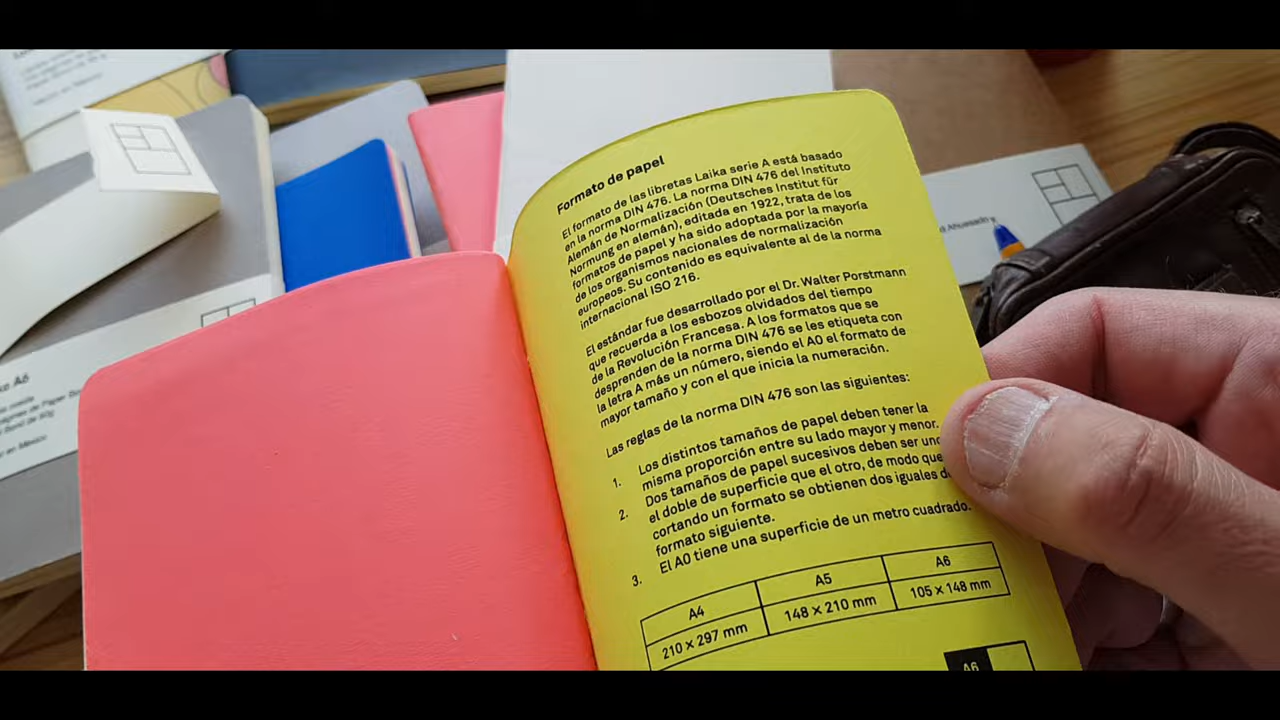 Formato de papel
El formato de las libretas Laika serie A está basado
en la norma DIN 476. La norma DIN 476 del Instituto
Alemán de Normalización (Deutsches Institut für
Normung en alemán), editada en 1922, trata de los
formatos de papel y ha sido adoptada por la mayoría
de los organismos nacionales de normalización
europeos. Su contenido es equivalente al de la norma
internacional ISO 216.
El estándar fue desarrollado por el Dr. Walter Porstmann
que recuerda a los esbozos olvidados del tiempo
de la Revolución Francesa. A los formatos que se
desprenden de la norma DIN 476 se les etiqueta con
la letra A más un número, siendo el A0 el formato de
mayor tamaño y con el que inicia la numeración.
Las reglas de la norma DIN 476 son las siguientes:
1. Los distintos tamaños de papel deben tener la
misma proporción entre su lado mayor y menor.
2. Dos tamaños de papel sucesivos deben ser uno
el doble de superficie que el otro, de modo que
cortando un formato se obtienen dos iguales
formato siguiente.
3. El A0 tiene una superficie de un metro cuadrado.
A4 A5 A6
210 x 297 mm 148 x 210 mm 105 x 148 mm
A6
A6
Ahuesado